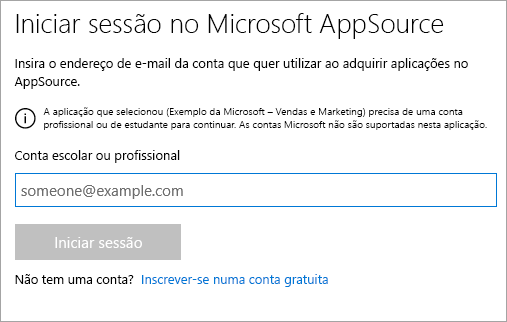 Iniciar sessão no Microsoft AppSource
Insira o endereço de e-mail da conta que quer utilizar ao adquirir aplicações no
AppSource.
A aplicação que selecionou (Exemplo da Microsoft – Vendas e Marketing) precisa de uma conta
profissional ou de estudante para continuar. As contas Microsoft não são suportadas nesta aplicação.
Conta escolar ou profissional
someone@example.com
Iniciar sessão
Não tem uma conta? Inscrever-se numa conta gratuita